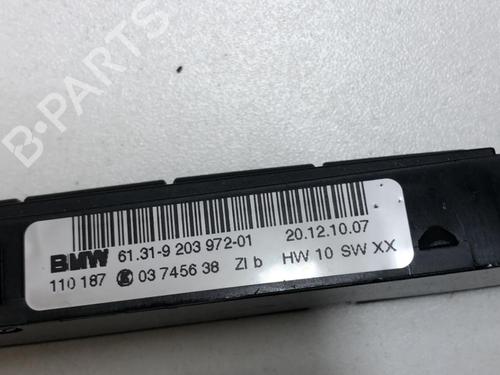 B-PARTS
BMW 61.31-9 203 972-01 20.12.10.07
110 187 03 7456 38 ZI b HW 10 SW XX